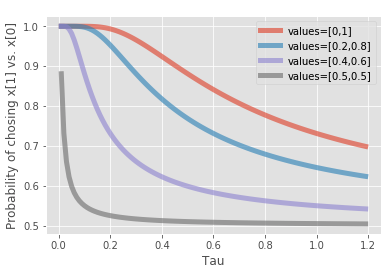 1.0
0.9
0.8
0.7
0.6
0.5
Probability of chosing x[1] vs. x[0]
values=[0,1]
values=[0.2,0.8]
values=[0.4,0.6]
values=[0.5,0.5]
0.0 0.2 0.4 0.6 0.8 1.0 1.2
Tau